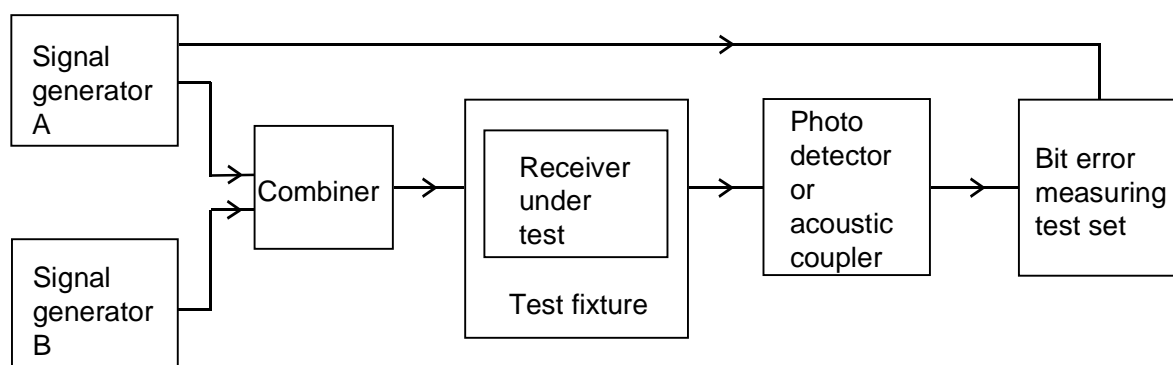 Signal
generator
A
Signal
generator
B
Combiner
Receiver
under
test
Test fixture
Photo
detector
or
acoustic
coupler
Bit error
measuring
test set